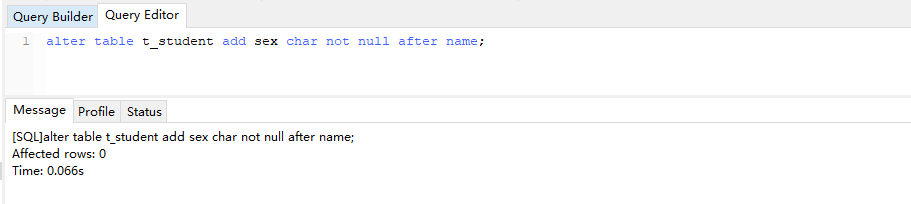 Query Builder Query Editor
1 alter table t_student add sex char not null after name;
Message Profile Status
[SQL]alter table t_student add sex char not null after name;
Affected rows: 0
Time: 0.066s